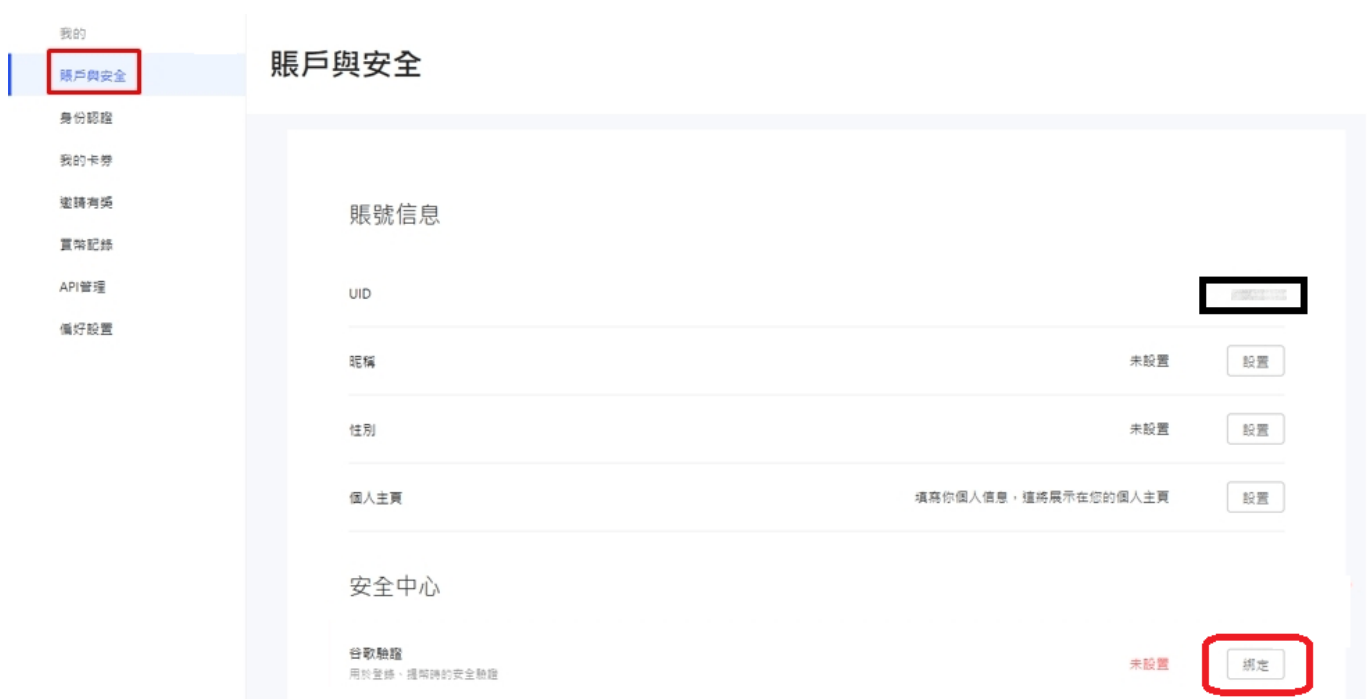 我的
賬戶與安全
身份認證
我的卡券
邀請有獎
買幣記錄
API管理
偏好設置
賬戶與安全
賬號信息
UID
昵稱 未設置 設置
性別 未設置 設置
個人主頁 填寫你個人信息，這將展示在您的個人主頁 設置
安全中心
谷歌驗證
用於登錄、提幣時的安全驗證
未設置 綁定